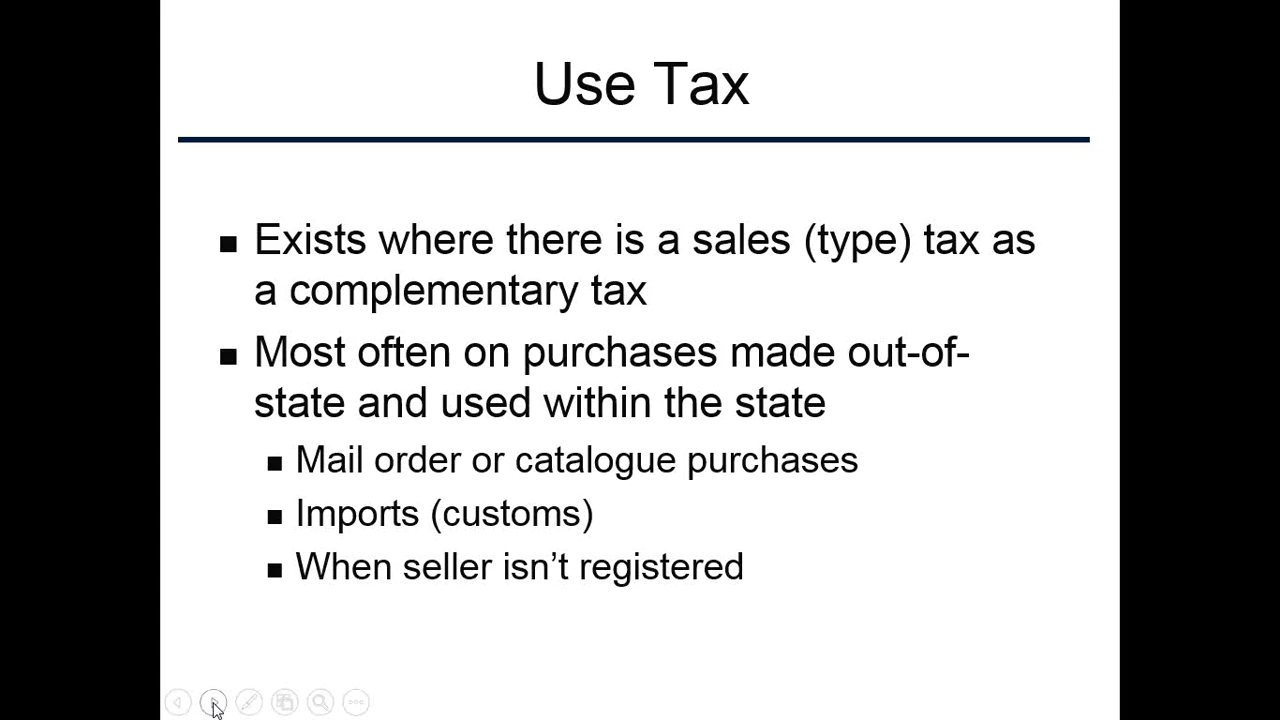 Use Tax
Exists where there is a sales (type) tax as
a complementary tax
Most often on purchases made out-of-
state and used within the state
Mail order or catalogue purchases
Imports (customs)
When seller isn’t registered